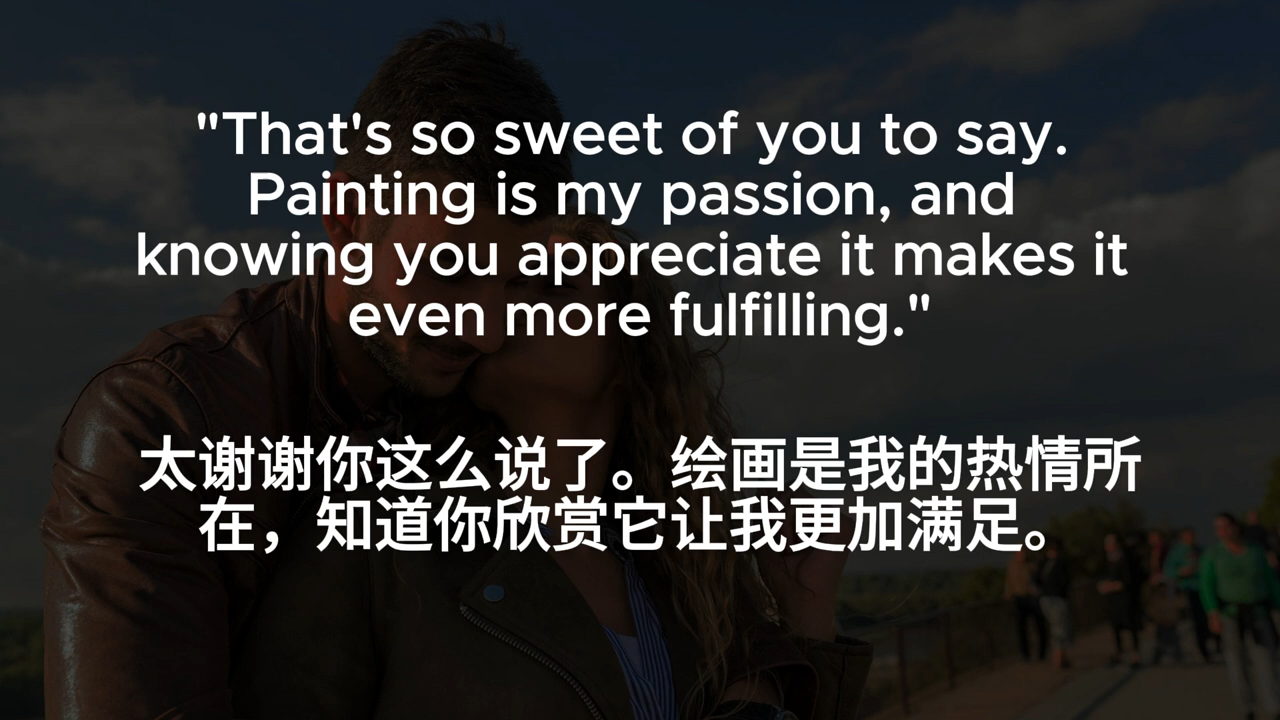 "That's so sweet of you to say.
Painting is my passion, and
knowing you appreciate it makes it
even more fulfilling."
太谢谢你这么说了。绘画是我的热情所
在，知道你欣赏它让我更加满足。